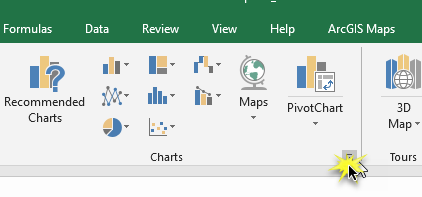 Formulas Data Review View Help ArcGIS Maps
Recommended
Charts
Maps
PivotChart
3D
Map
Charts
Tours